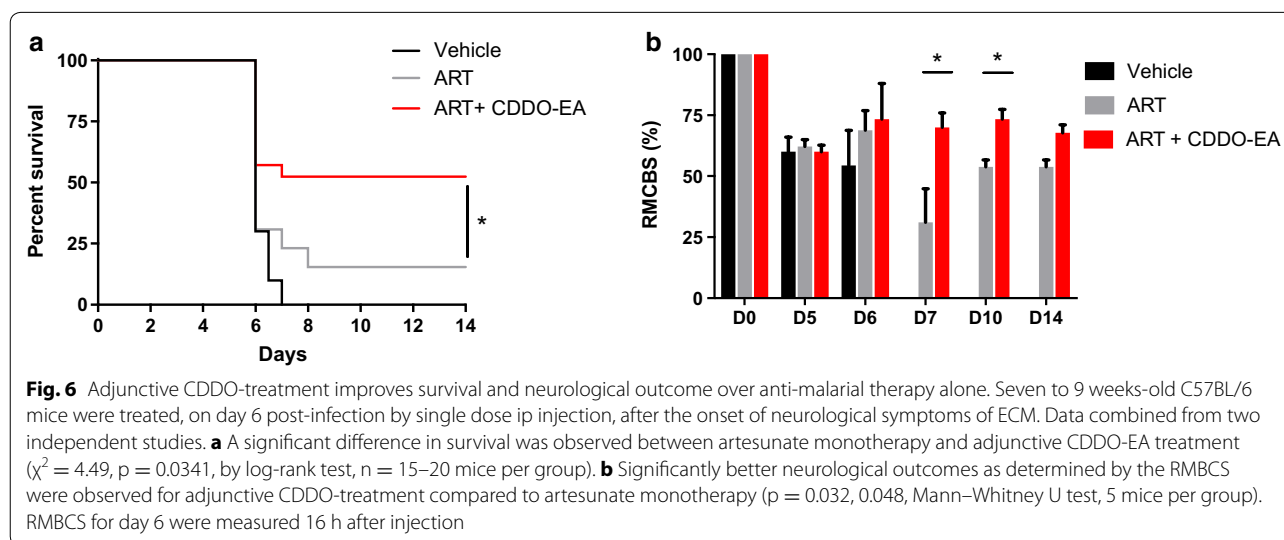 a
Vehicle
ART
ART+ CDDO-EA
100
75
50
25
0
Percent survival
0 2 4 6 8 10 12 14
Days
*
b
100
75
50
25
0
RMCBS (%)
* *
Vehicle
ART
ART + CDDO-EA
D0 D5 D6 D7 D10 D14
Fig. 6 Adjunctive CDDO-treatment improves survival and neurological outcome over anti-malarial therapy alone. Seven to 9 weeks-old C57BL/6
mice were treated, on day 6 post-infection by single dose ip injection, after the onset of neurological symptoms of ECM. Data combined from two
independent studies. a A significant difference in survival was observed between artesunate monotherapy and adjunctive CDDO-EA treatment
(χ² = 4.49, p = 0.0341, by log-rank test, n = 15–20 mice per group). b Significantly better neurological outcomes as determined by the RMBCS
were observed for adjunctive CDDO-treatment compared to artesunate monotherapy (p = 0.032, 0.048, Mann–Whitney U test, 5 mice per group).
RMBCS for day 6 were measured 16 h after injection